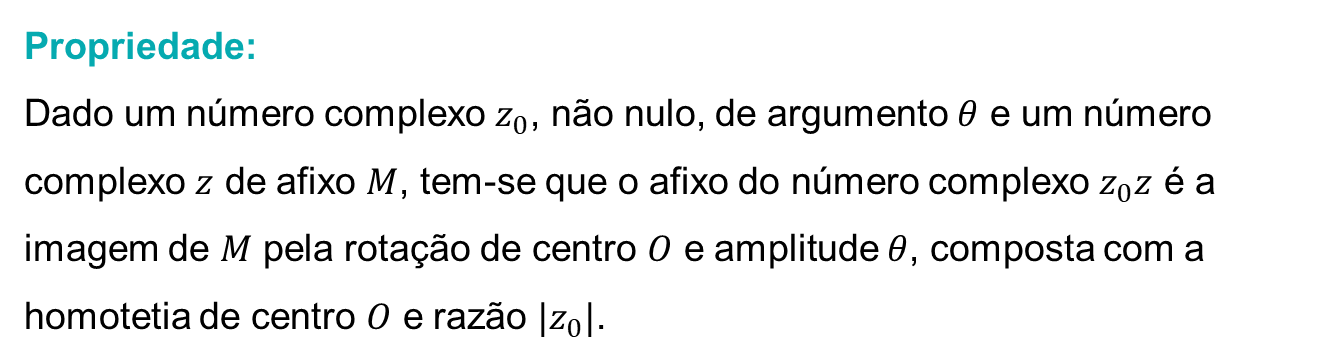 Propriedade:
Dado um número complexo 𝑧₀, não nulo, de argumento 𝜃 e um número
complexo 𝑧 de afixo 𝑀, tem-se que o afixo do número complexo 𝑧₀𝑧 é a
imagem de 𝑀 pela rotação de centro 𝑂 e amplitude 𝜃, composta com a
homotetia de centro 𝑂 e razão |𝑧₀|.